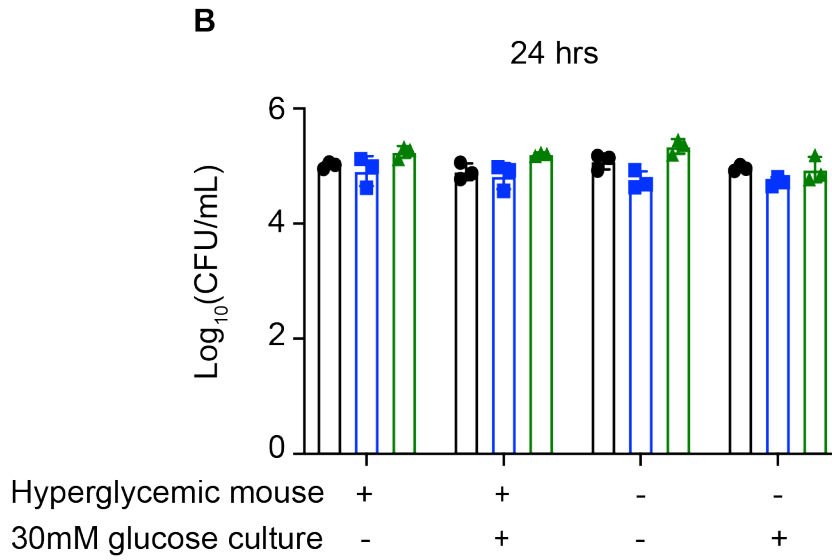 B
24 hrs
Log10(CFU/mL)
6
4
2
0
Hyperglycemic mouse + + - -
30mM glucose culture - + - +